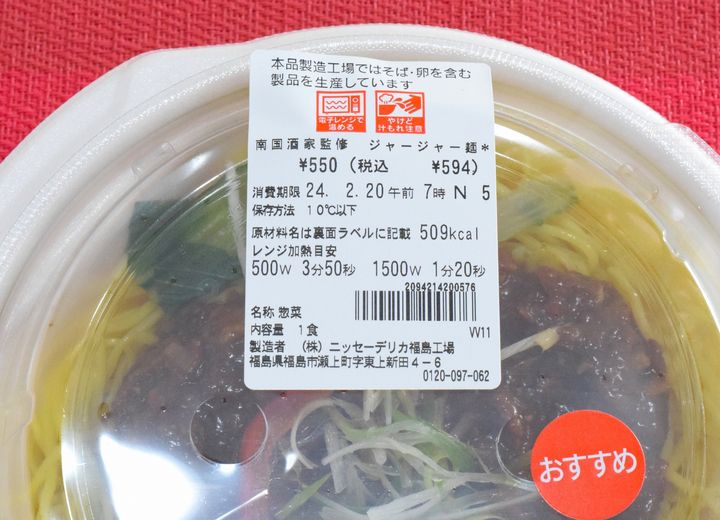 本品製造工場ではそば・卵を含む
製品を生産しています
電子レンジで
温める
やけど
汁もれ注意
南国酒家監修 ジャージャー麺*
¥550(税込 ¥594)
消費期限 24. 2.20午前 7時 N 5
保存方法 10℃以下
原材料名は裏面ラベルに記載 509kcal
レンジ加熱目安
500W 3分50秒 1500W 1分20秒
2094214200576
名称 惣菜
内容量 1食 VV11
製造者 (株)ニッセーデリカ福島工場
福島県福島市瀬上町字東上新田4-6
0120-097-062
おすすめ